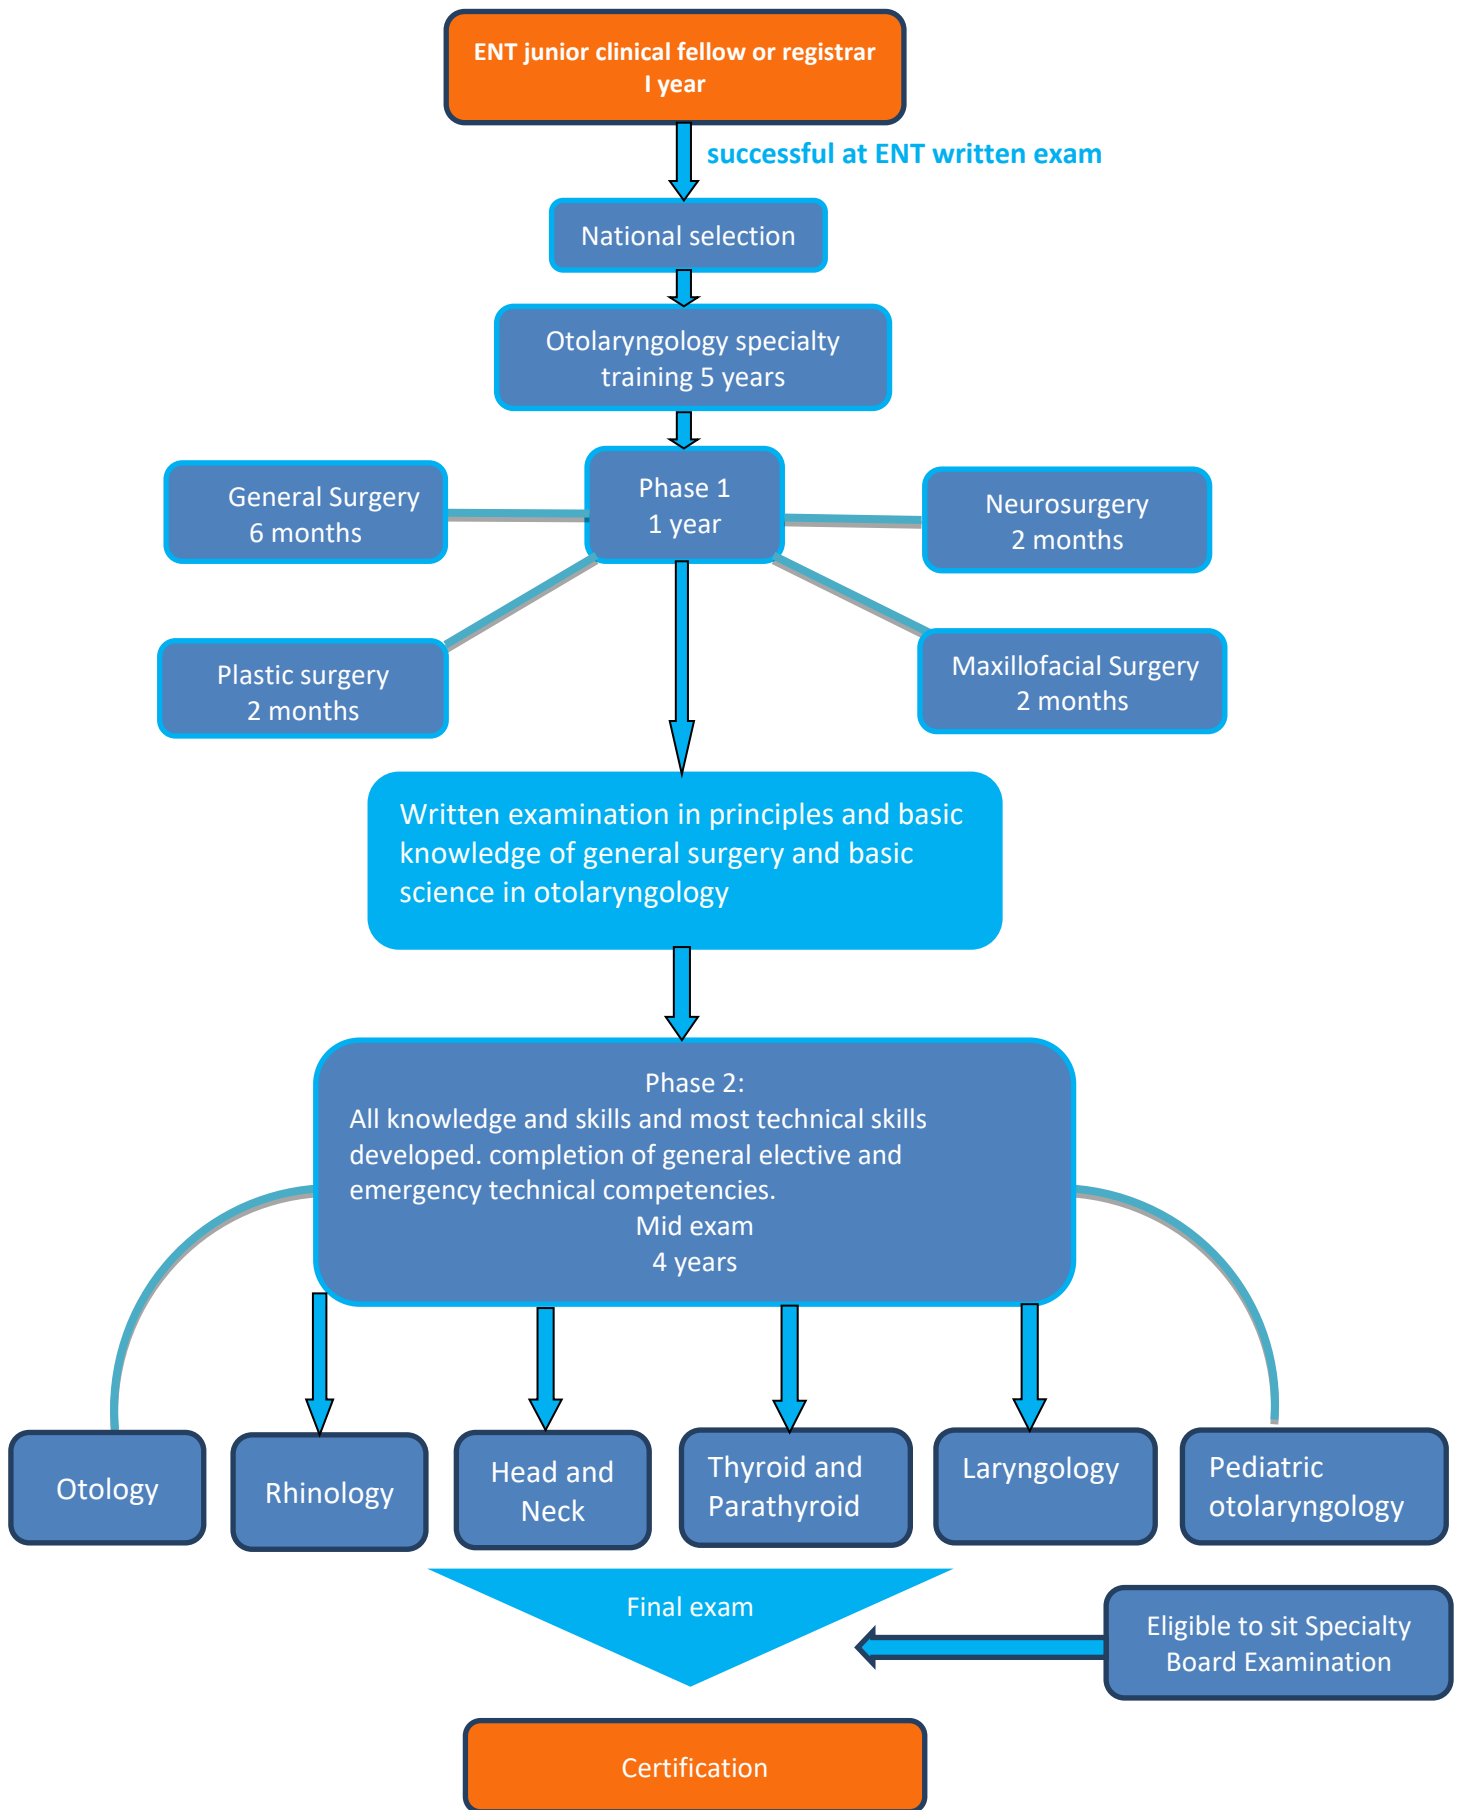 ENT junior clinical fellow or registrar
I year
successful at ENT written exam
National selection
Otolaryngology specialty
training 5 years
Phase 1
1 year
General Surgery
6 months
Neurosurgery
2 months
Plastic surgery
2 months
Maxillofacial Surgery
2 months
Written examination in principles and basic
knowledge of general surgery and basic
science in otolaryngology
Phase 2:
All knowledge and skills and most technical skills
developed. completion of general elective and
emergency technical competencies.
Mid exam
4 years
Otology
Rhinology
Head and
Neck
Thyroid and
Parathyroid
Laryngology
Pediatric
otolaryngology
Final exam
Eligible to sit Specialty
Board Examination
Certification